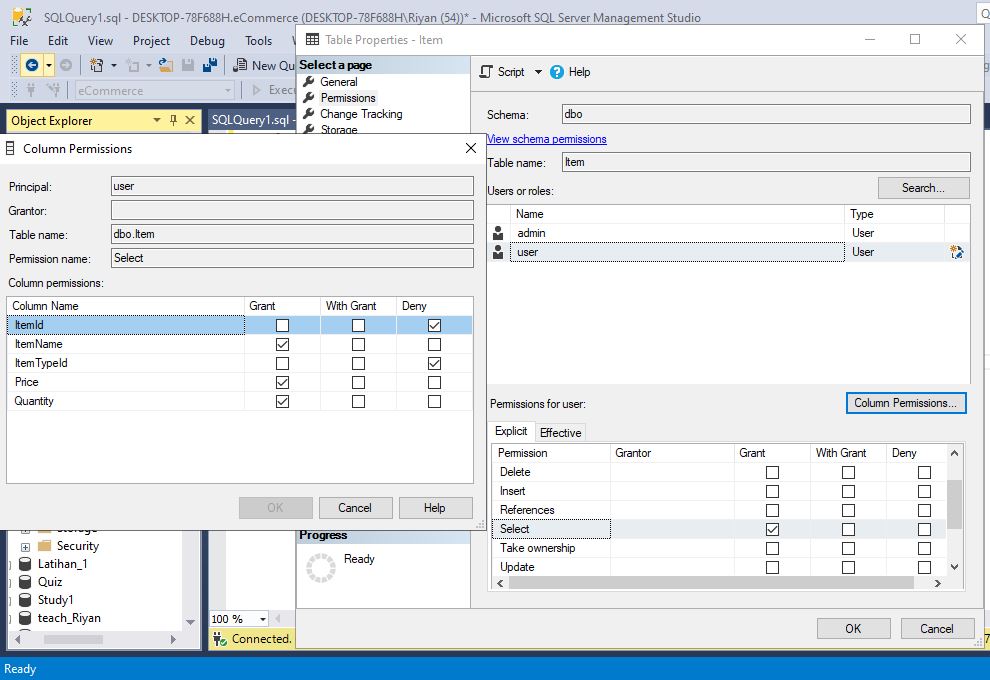 SQLQuery1.sql - DESKTOP-78F688H.eCommerce (DESKTOP-78F688H\Riyan (54))* - Microsoft SQL Server Management Studio
File Edit View Project Debug Tools
New Qu
eCommerce
Execu
Object Explorer
SQLQuery1.sql -
Table Properties - Item
Select a page
General
Permissions
Change Tracking
Storage
Script Help
Schema: dbo
View schema permissions
Table name: Item
Users or roles: Search...
Name Type
admin User
user User
Permissions for user: Column Permissions...
Explicit Effective
Permission Grantor Grant With Grant Deny
Delete
Insert
References
Select
Take ownership
Update
Progress
Ready
OK Cancel
Column Permissions
Principal: user
Grantor:
Table name: dbo.Item
Permission name: Select
Column permissions:
Column Name Grant With Grant Deny
ItemId
ItemName
ItemTypeId
Price
Quantity
OK Cancel Help
Storage
Security
Latihan_1
Quiz
Study1
teach_Riyan
100 %
Connected.
Ready